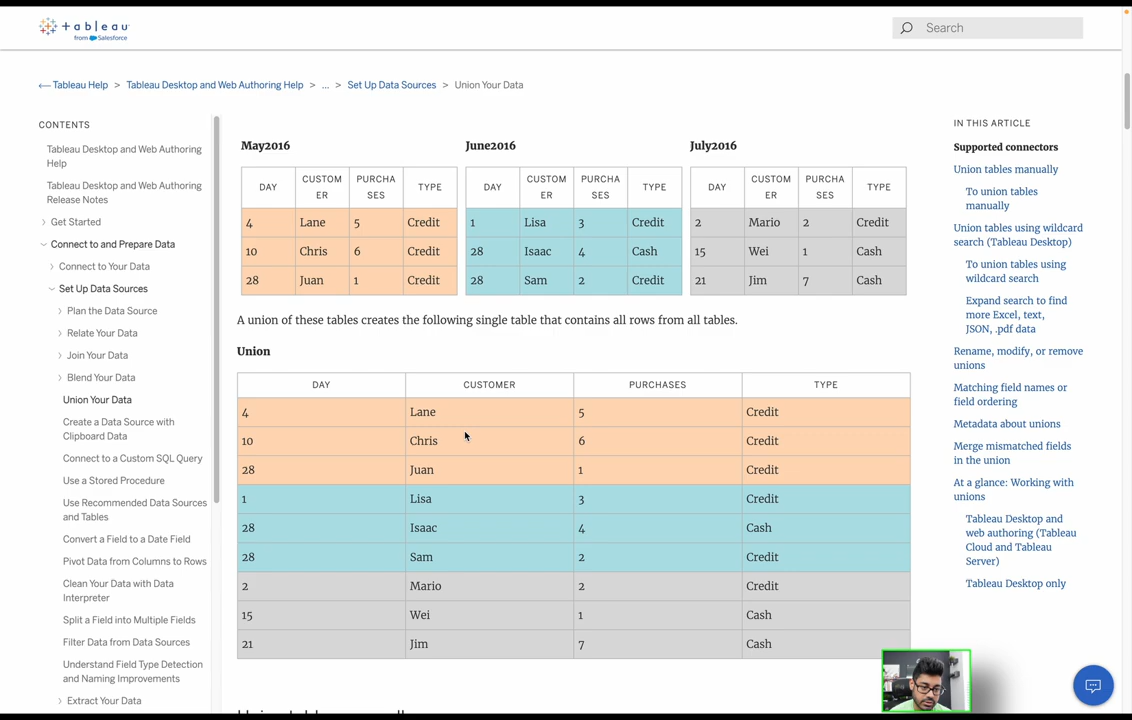 + a b l e a u
from Salesforce
Search
← Tableau Help > Tableau Desktop and Web Authoring Help > ... > Set Up Data Sources > Union Your Data
CONTENTS
Tableau Desktop and Web Authoring
Help
Tableau Desktop and Web Authoring
Release Notes
Get Started
Connect to and Prepare Data
Connect to Your Data
Set Up Data Sources
Plan the Data Source
Relate Your Data
Join Your Data
Blend Your Data
Union Your Data
Create a Data Source with
Clipboard Data
Connect to a Custom SQL Query
Use a Stored Procedure
Use Recommended Data Sources
and Tables
Convert a Field to a Date Field
Pivot Data from Columns to Rows
Clean Your Data with Data
Interpreter
Split a Field into Multiple Fields
Filter Data from Data Sources
Understand Field Type Detection
and Naming Improvements
Extract Your Data
May2016
DAY CUSTOM PURCHA TYPE
ER SES
4 Lane 5 Credit
10 Chris 6 Credit
28 Juan 1 Credit
June2016
DAY CUSTOM PURCHA TYPE
ER SES
1 Lisa 3 Credit
28 Isaac 4 Cash
28 Sam 2 Credit
July2016
DAY CUSTOM PURCHA TYPE
ER SES
2 Mario 2 Credit
15 Wei 1 Cash
21 Jim 7 Cash
A union of these tables creates the following single table that contains all rows from all tables.
Union
DAY CUSTOMER PURCHASES TYPE
4 Lane 5 Credit
10 Chris 6 Credit
28 Juan 1 Credit
1 Lisa 3 Credit
28 Isaac 4 Cash
28 Sam 2 Credit
2 Mario 2 Credit
15 Wei 1 Cash
21 Jim 7 Cash
IN THIS ARTICLE
Supported connectors
Union tables manually
To union tables
manually
Union tables using wildcard
search (Tableau Desktop)
To union tables using
wildcard search
Expand search to find
more Excel, text,
JSON, .pdf data
Rename, modify, or remove
unions
Matching field names or
field ordering
Metadata about unions
Merge mismatched fields
in the union
At a glance: Working with
unions
Tableau Desktop and
web authoring (Tableau
Cloud and Tableau
Server)
Tableau Desktop only